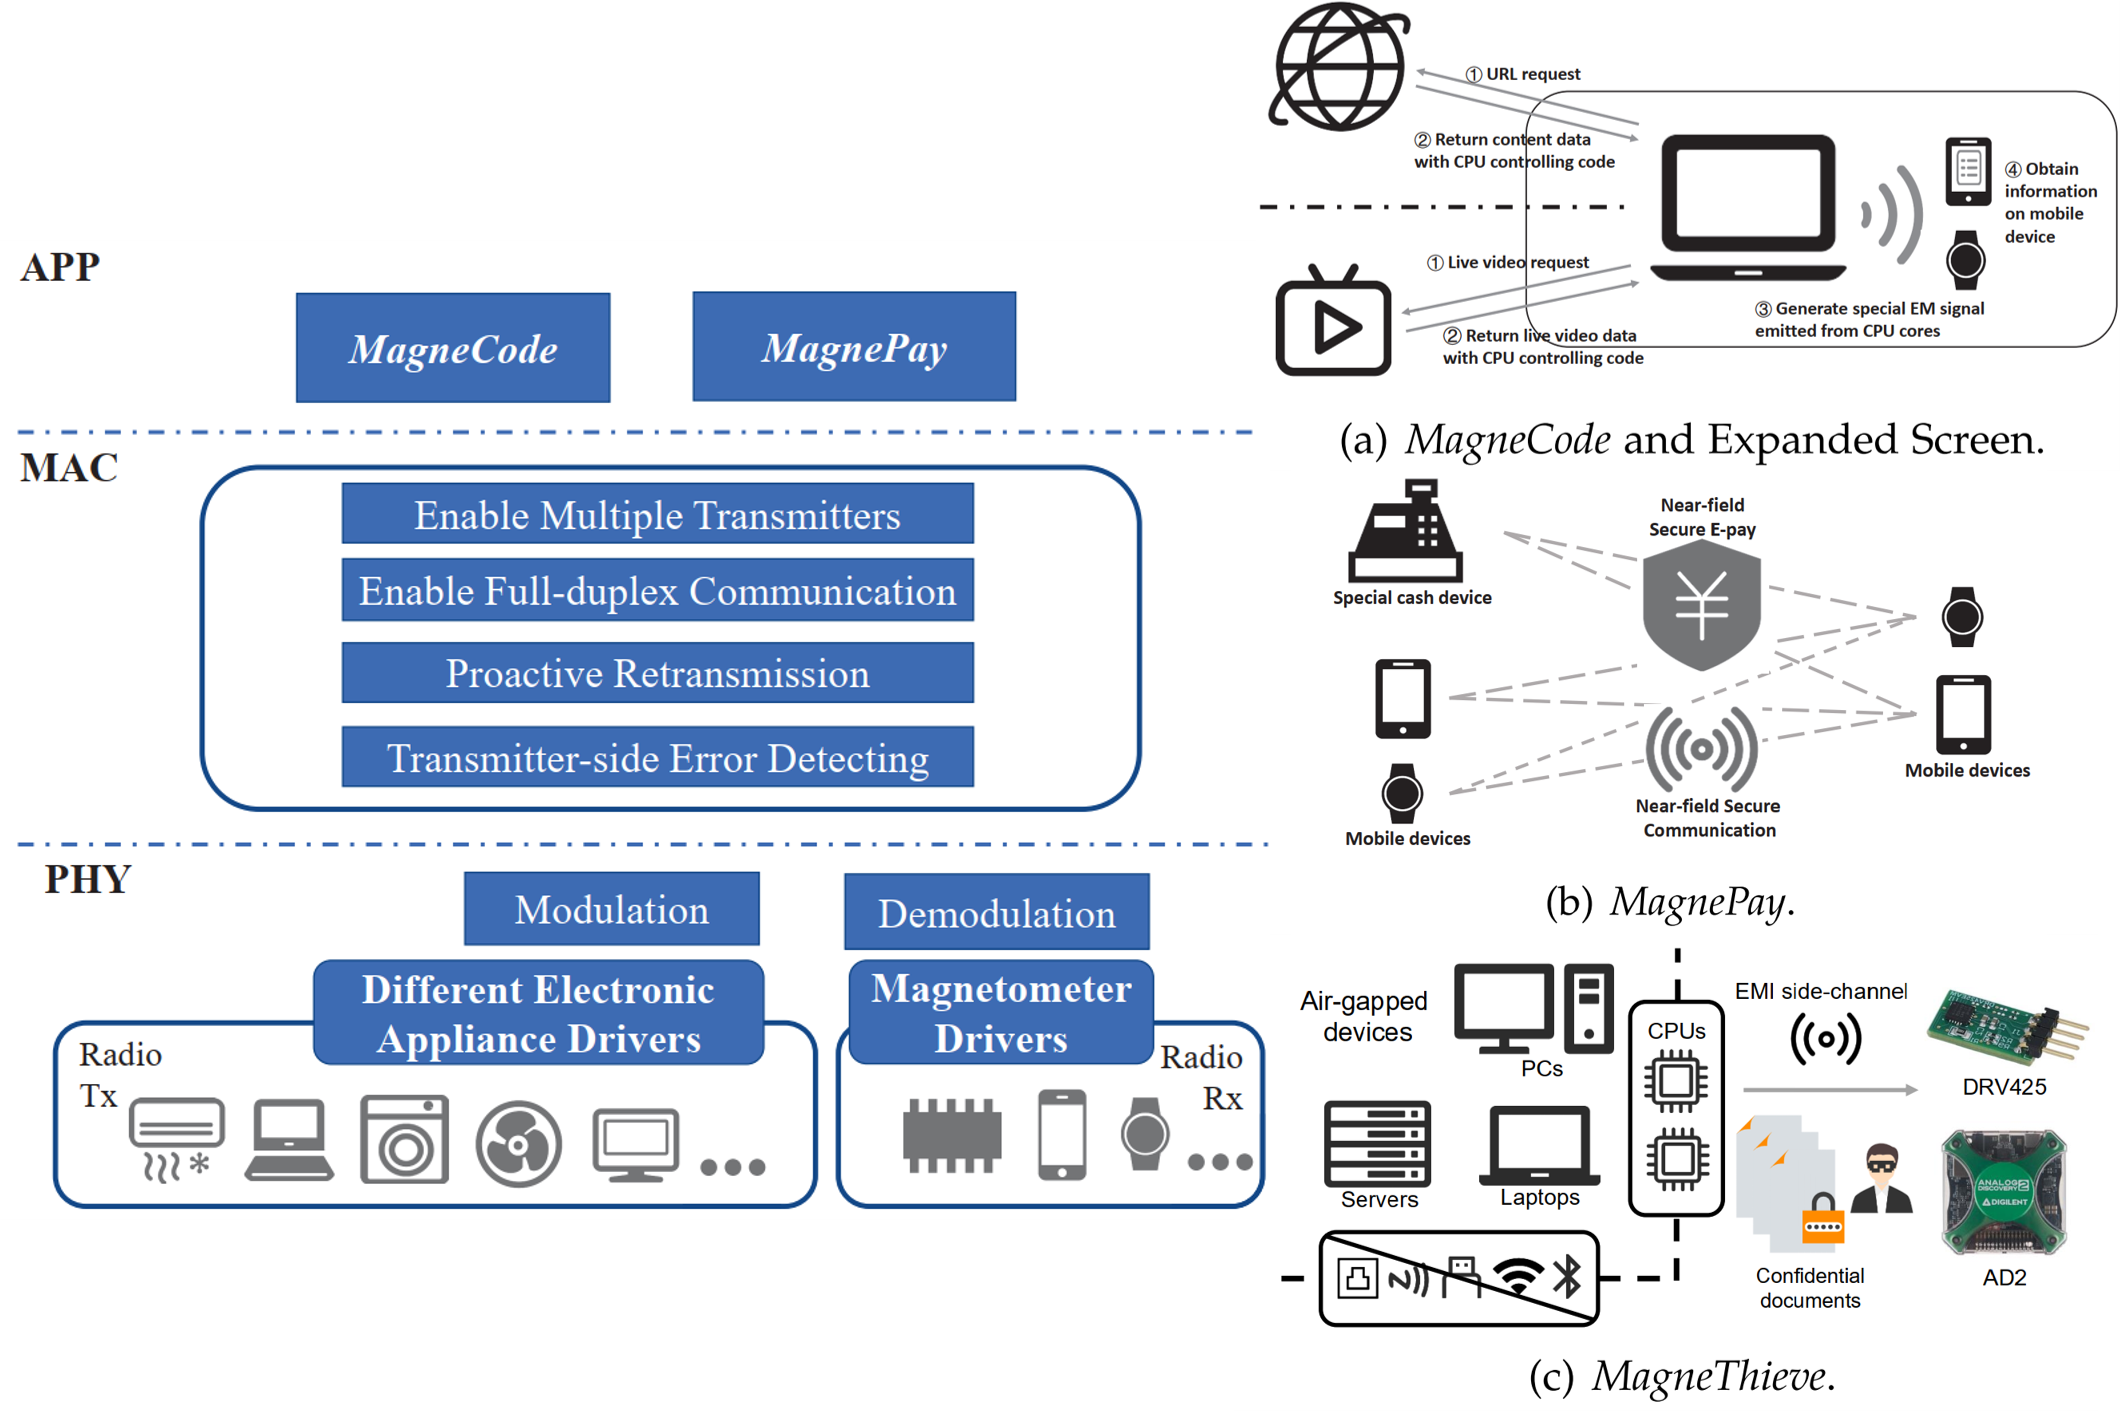 APP
MagneCode
MagnePay
MAC
Enable Multiple Transmitters
Enable Full-duplex Communication
Proactive Retransmission
Transmitter-side Error Detecting
PHY
Modulation
Demodulation
Different Electronic
Appliance Drivers
Magnetometer
Drivers
Radio
Tx
Radio
Rx
① URL request
② Return content data
with CPU controlling code
① Live video request
② Return live video data
with CPU controlling code
③ Generate special EM signal
emitted from CPU cores
④ Obtain
information
on mobile
device
(a) MagneCode and Expanded Screen.
Special cash device
Near-field
Secure E-pay
¥
Mobile devices
Near-field Secure
Communication
Mobile devices
(b) MagnePay.
Air-gapped
devices
PCs
Servers
Laptops
CPUs
EMI side-channel
DRV425
Confidential
documents
ANALOG
DISCOVERY 2
DIGILENT
AD2
(c) MagneThieve.